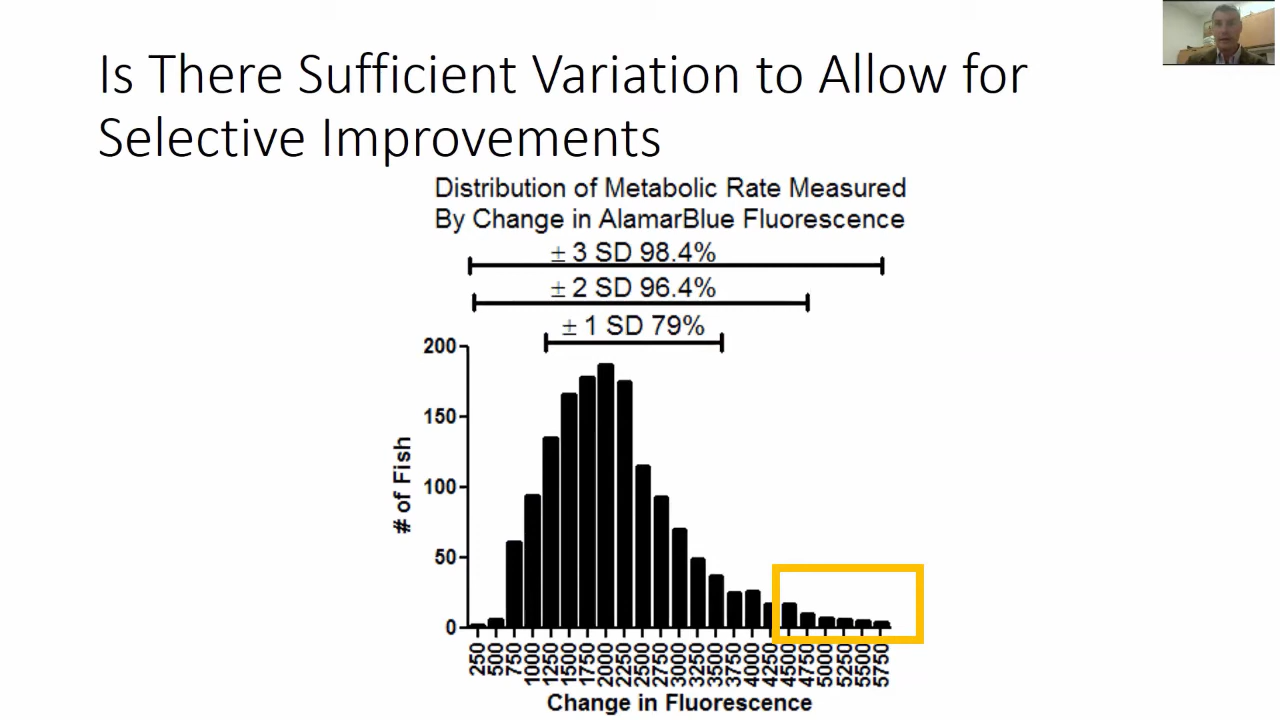 Is There Sufficient Variation to Allow for
Selective Improvements
Distribution of Metabolic Rate Measured
By Change in AlamarBlue Fluorescence
± 3 SD 98.4%
± 2 SD 96.4%
± 1 SD 79%
200
150
100
50
0
# of Fish
250 500 750 1000 1250 1500 1750 2000 2250 2500 2750 3000 3250 3500 3750 4000 4250 4500 4750 5000 5250 5500 5750
Change in Fluorescence